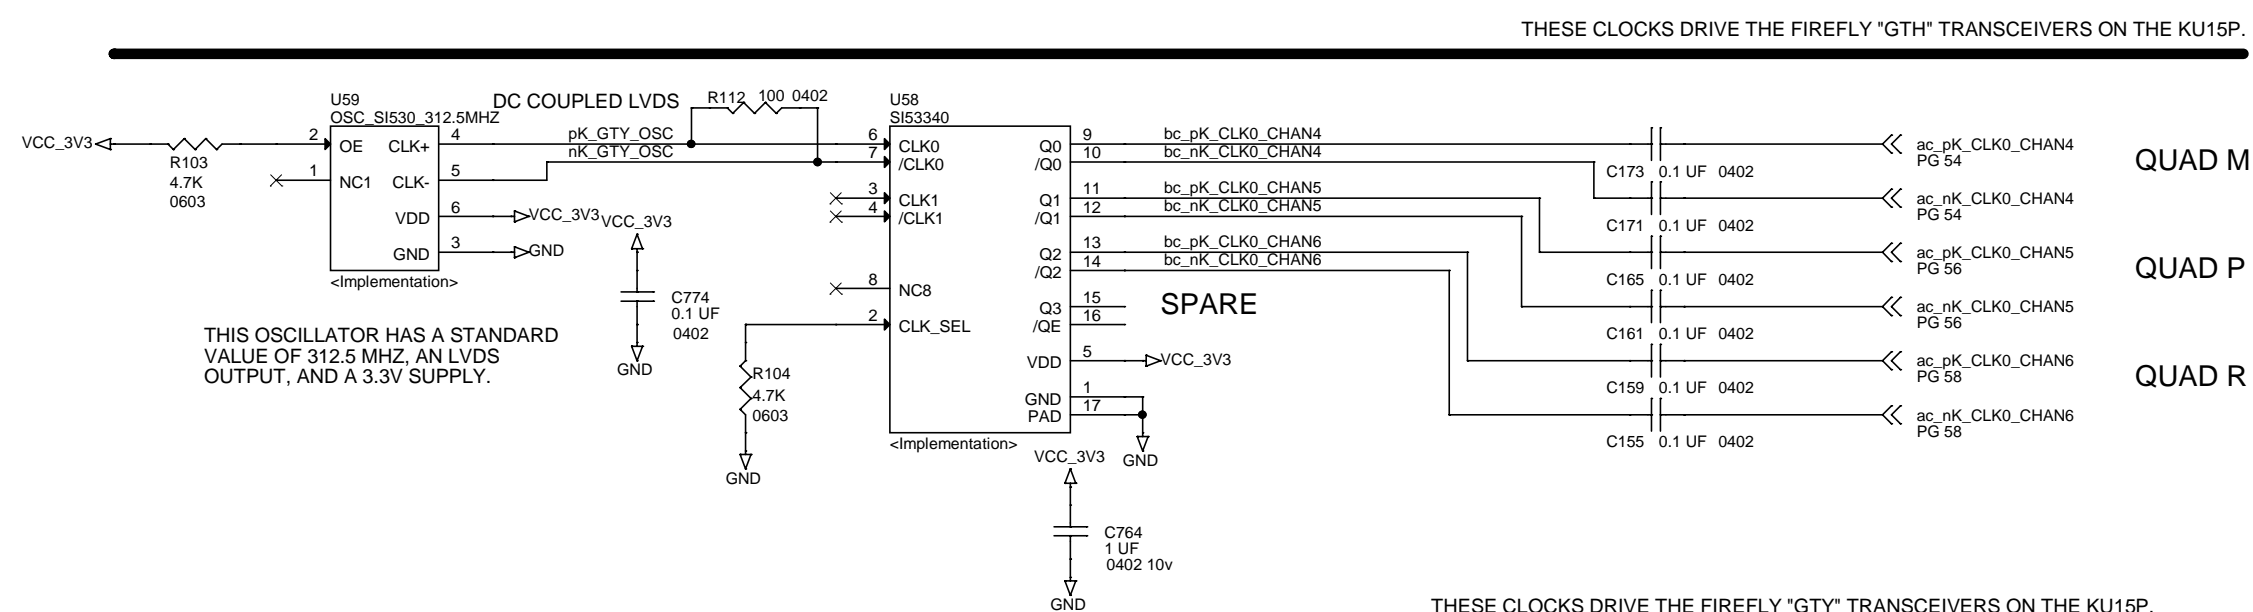 THESE CLOCKS DRIVE THE FIREFLY "GTH" TRANSCEIVERS ON THE KU15P.
U59
OSC_SI530_312.5MHZ
DC COUPLED LVDS
R112 100 0402
U58
SI53340
VCC_3V3
R103
4.7K
0603
2 OE
1 NC1
CLK+ 4
CLK- 5
VDD 6
GND 3
<Implementation>
pK_GTY_OSC
nK_GTY_OSC
VCC_3V3
GND
VCC_3V3
C774
0.1 UF
0402
GND
THIS OSCILLATOR HAS A STANDARD
VALUE OF 312.5 MHZ, AN LVDS
OUTPUT, AND A 3.3V SUPPLY.
6 CLK0
7 /CLK0
3 CLK1
4 /CLK1
8 NC8
2 CLK_SEL
R104
4.7K
0603
GND
Q0 9 bc_pK_CLK0_CHAN4
/Q0 10 bc_nK_CLK0_CHAN4
Q1 11 bc_pK_CLK0_CHAN5
/Q1 12 bc_nK_CLK0_CHAN5
Q2 13 bc_pK_CLK0_CHAN6
/Q2 14 bc_nK_CLK0_CHAN6
Q3 15
/QE 16
SPARE
VDD 5 VCC_3V3
GND 1
PAD 17
GND
<Implementation>
VCC_3V3
C764
1 UF
0402 10v
GND
C173 0.1 UF 0402
C171 0.1 UF 0402
C165 0.1 UF 0402
C161 0.1 UF 0402
C159 0.1 UF 0402
C155 0.1 UF 0402
ac_pK_CLK0_CHAN4
PG 54
ac_nK_CLK0_CHAN4
PG 54
QUAD M
ac_pK_CLK0_CHAN5
PG 56
ac_nK_CLK0_CHAN5
PG 56
QUAD P
ac_pK_CLK0_CHAN6
PG 58
ac_nK_CLK0_CHAN6
PG 58
QUAD R
THESE CLOCKS DRIVE THE FIREFLY "GTY" TRANSCEIVERS ON THE KU15P.